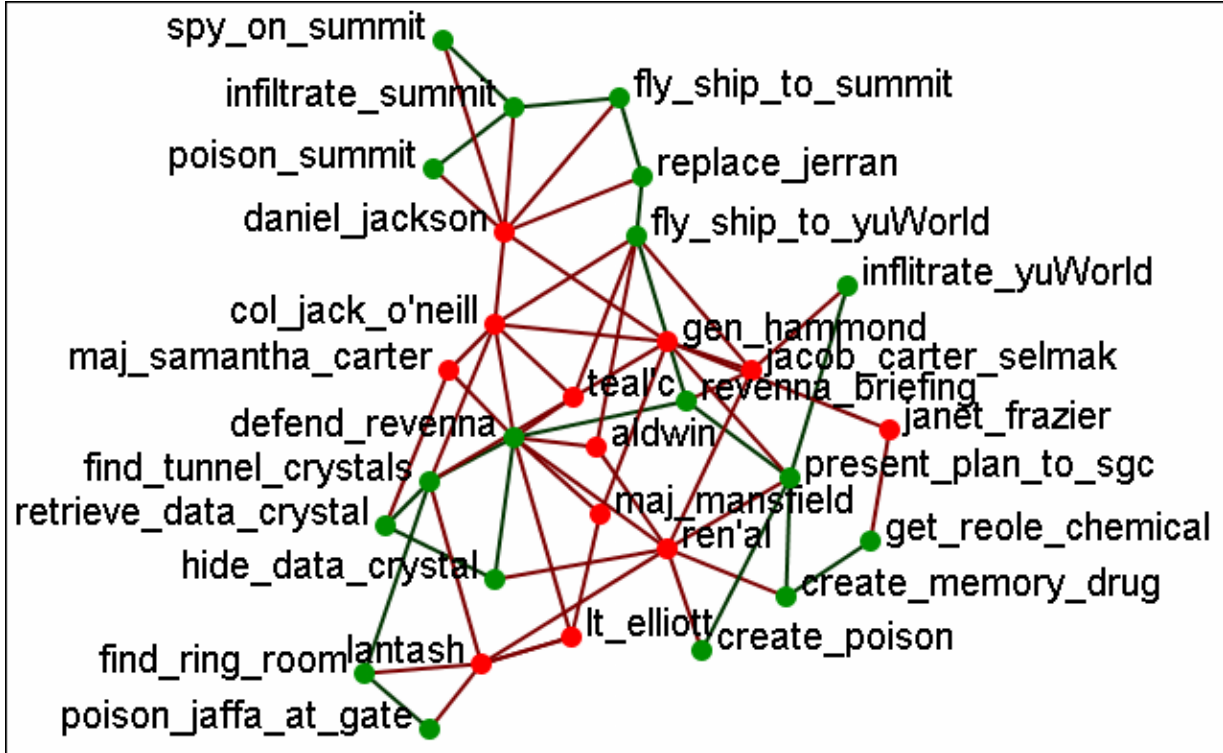 spy_on_summit
infiltrate_summit
fly_ship_to_summit
poison_summit
replace_jerran
daniel_jackson
fly_ship_to_yuWorld
inflitrate_yuWorld
col_jack_o'neill
gen_hammond
maj_samantha_carter
jacob_carter_selmak
teal'c
revenna_briefing
defend_revenna
aldwin
janet_frazier
find_tunnel_crystals
present_plan_to_sgc
retrieve_data_crystal
maj_mansfield
get_reole_chemical
ren'al
hide_data_crystal
create_memory_drug
lt_elliott
create_poison
find_ring_room
lantash
poison_jaffa_at_gate